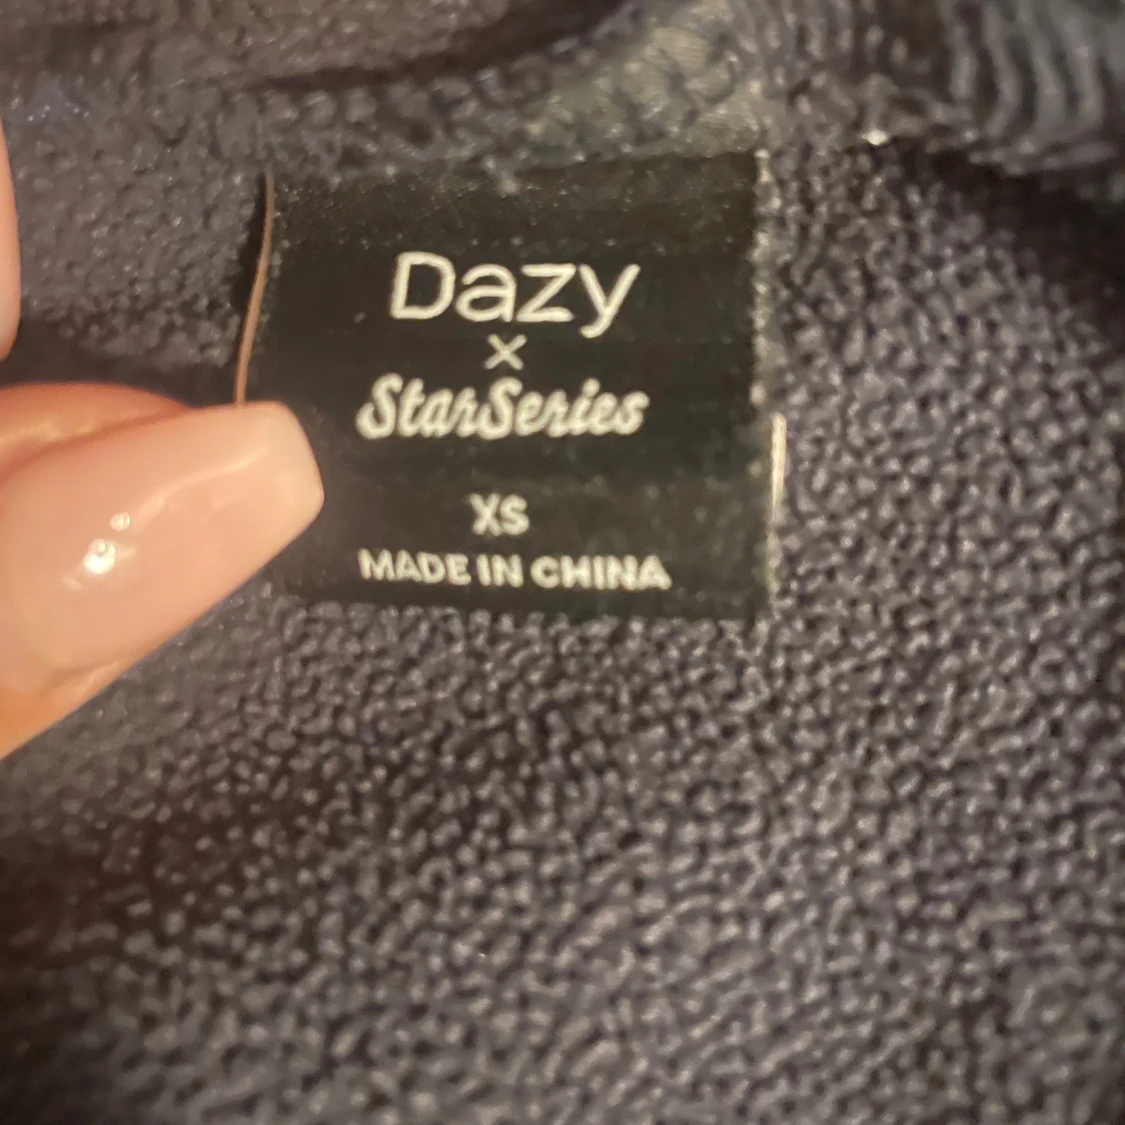 Dazy
×
StarSeries
XS
MADE IN CHINA